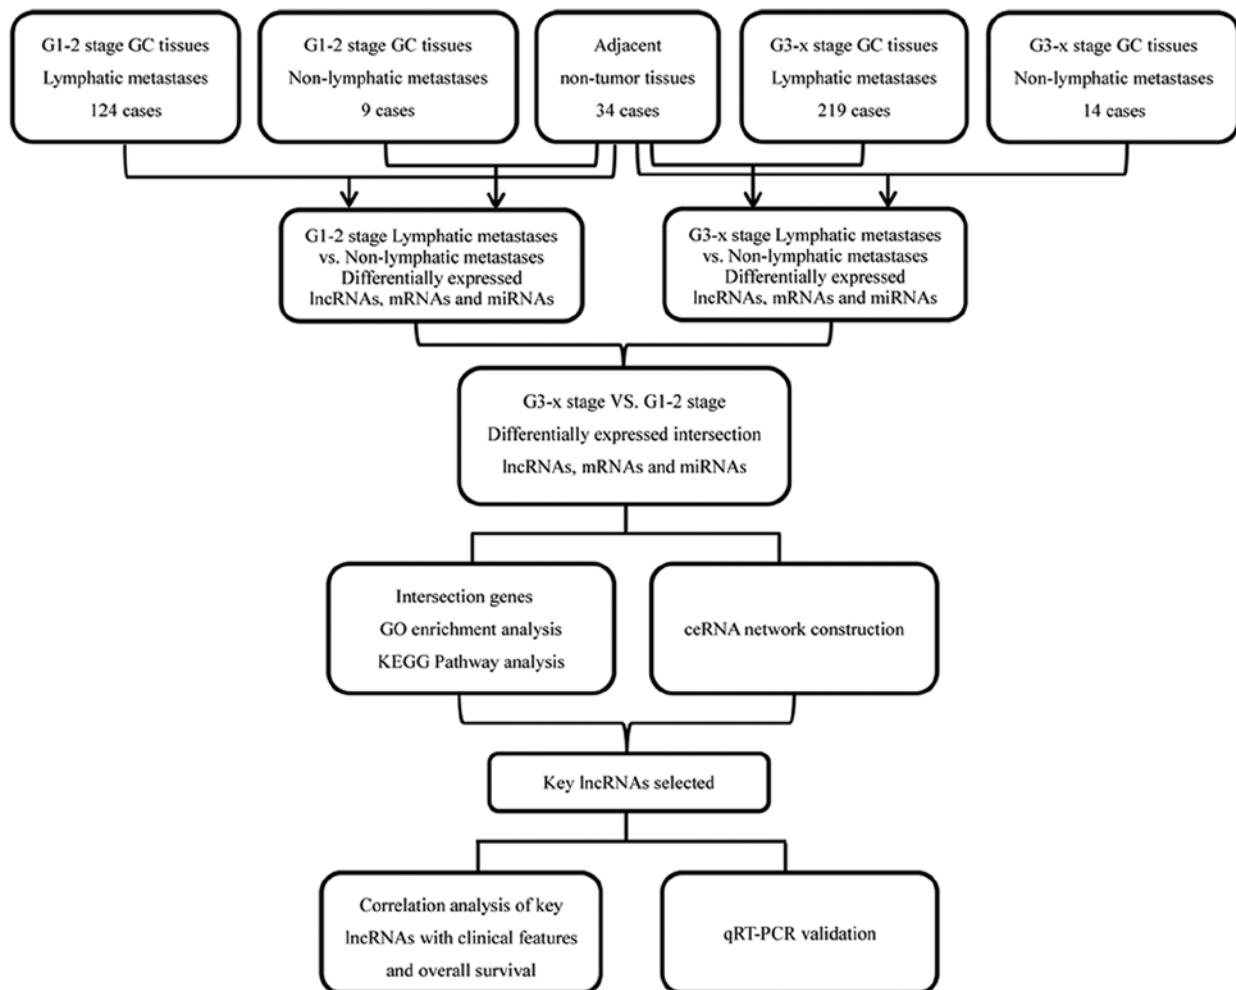 G1-2 stage GC tissues
Lymphatic metastases
124 cases
G1-2 stage GC tissues
Non-lymphatic metastases
9 cases
Adjacent
non-tumor tissues
34 cases
G3-x stage GC tissues
Lymphatic metastases
219 cases
G3-x stage GC tissues
Non-lymphatic metastases
14 cases
G1-2 stage Lymphatic metastases
vs. Non-lymphatic metastases
Differentially expressed
lncRNAs, mRNAs and miRNAs
G3-x stage Lymphatic metastases
vs. Non-lymphatic metastases
Differentially expressed
lncRNAs, mRNAs and miRNAs
G3-x stage VS. G1-2 stage
Differentially expressed intersection
lncRNAs, mRNAs and miRNAs
Intersection genes
GO enrichment analysis
KEGG Pathway analysis
ceRNA network construction
Key lncRNAs selected
Correlation analysis of key
lncRNAs with clinical features
and overall survival
qRT-PCR validation